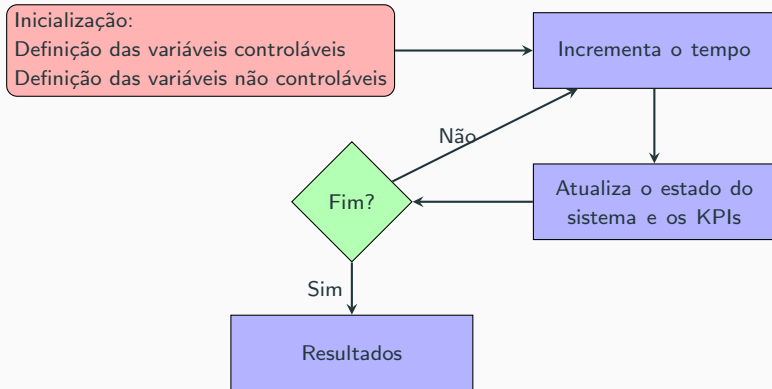 Inicialização:
Definição das variáveis controláveis
Definição das variáveis não controláveis
Incrementa o tempo
Não
Fim?
Atualiza o estado do
sistema e os KPIs
Sim
Resultados